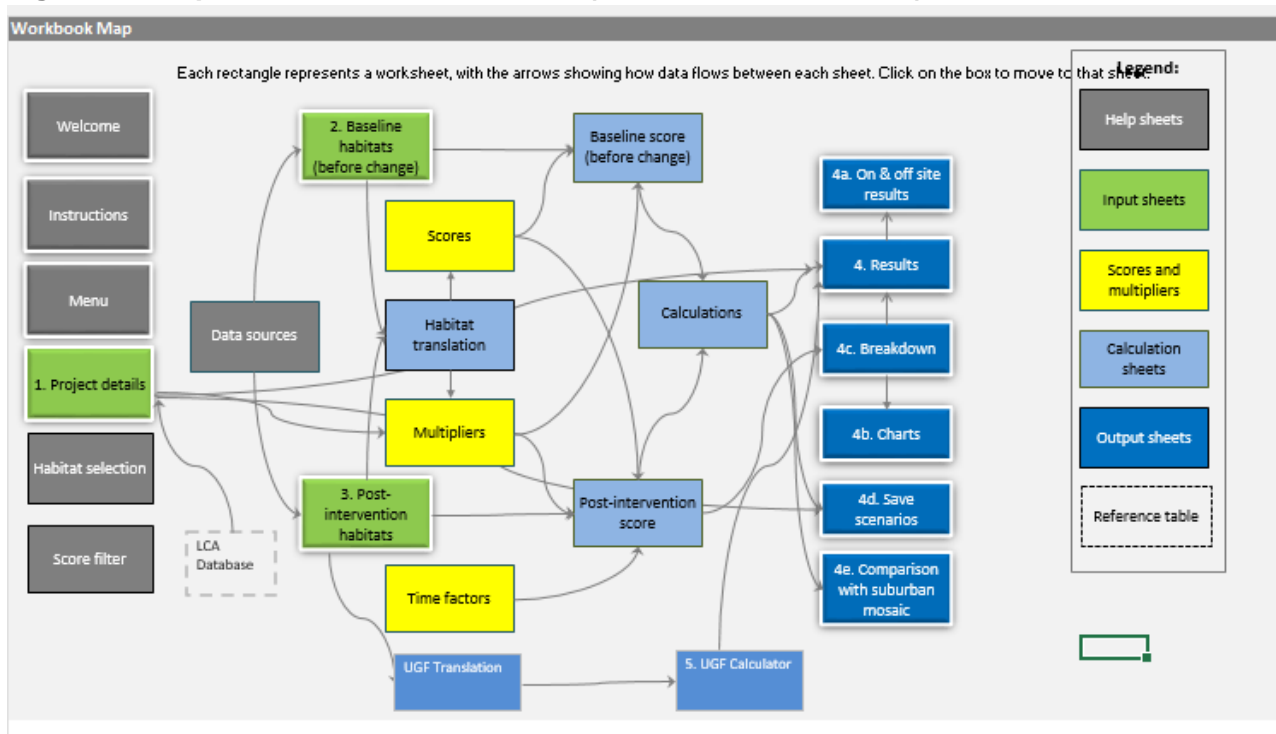 Workbook Map
Each rectangle represents a worksheet, with the arrows showing how data flows between each sheet. Click on the box to move to that sheet.
Legend:
Welcome
Instructions
Menu
1. Project details
Habitat selection
Score filter
Data sources
LCA
Database
2. Baseline
habitats
(before change)
Scores
Habitat
translation
Multipliers
3. Post-
intervention
habitats
Time factors
UGF Translation
Baseline score
(before change)
Calculations
Post-intervention
score
5. UGF Calculator
4a. On & off site
results
4. Results
4c. Breakdown
4b. Charts
4d. Save
scenarios
4e. Comparison
with suburban
mosaic
Help sheets
Input sheets
Scores and
multipliers
Calculation
sheets
Output sheets
Reference table